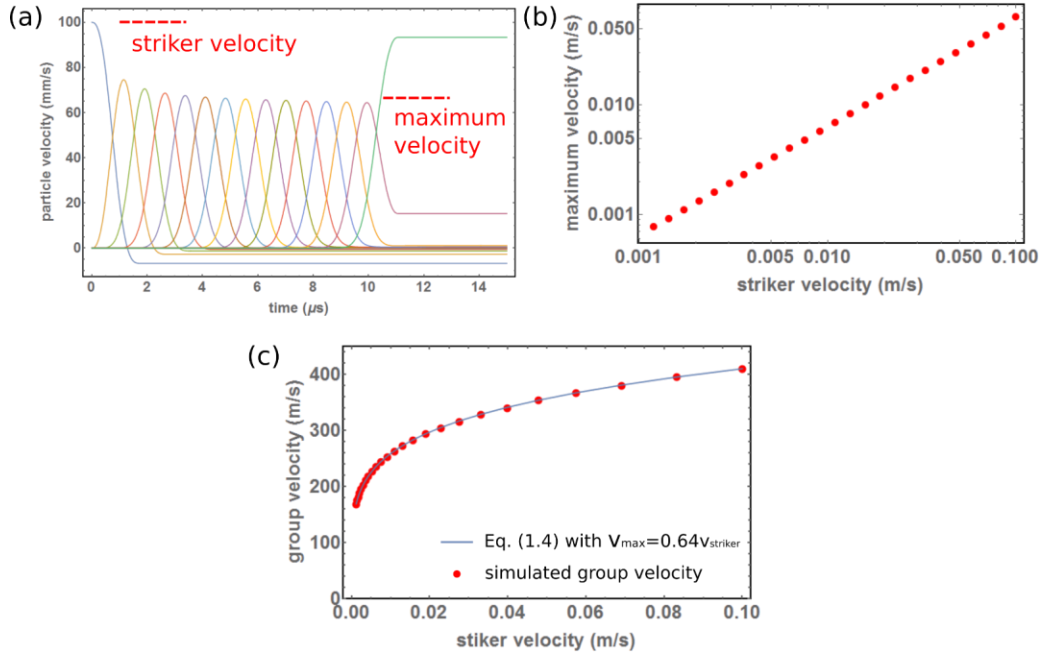 (a)
100
80
60
40
20
0
particle velocity (mm/s)
striker velocity
maximum
velocity
0 2 4 6 8 10 12 14
time (μs)
(b)
0.050
0.010
0.005
0.001
maximum velocity (m/s)
0.001 0.005 0.010 0.050 0.100
striker velocity (m/s)
(c)
400
300
200
100
0
group velocity (m/s)
Eq. (1.4) with Vmax=0.64vstriker
simulated group velocity
0.00 0.02 0.04 0.06 0.08 0.10
stiker velocity (m/s)